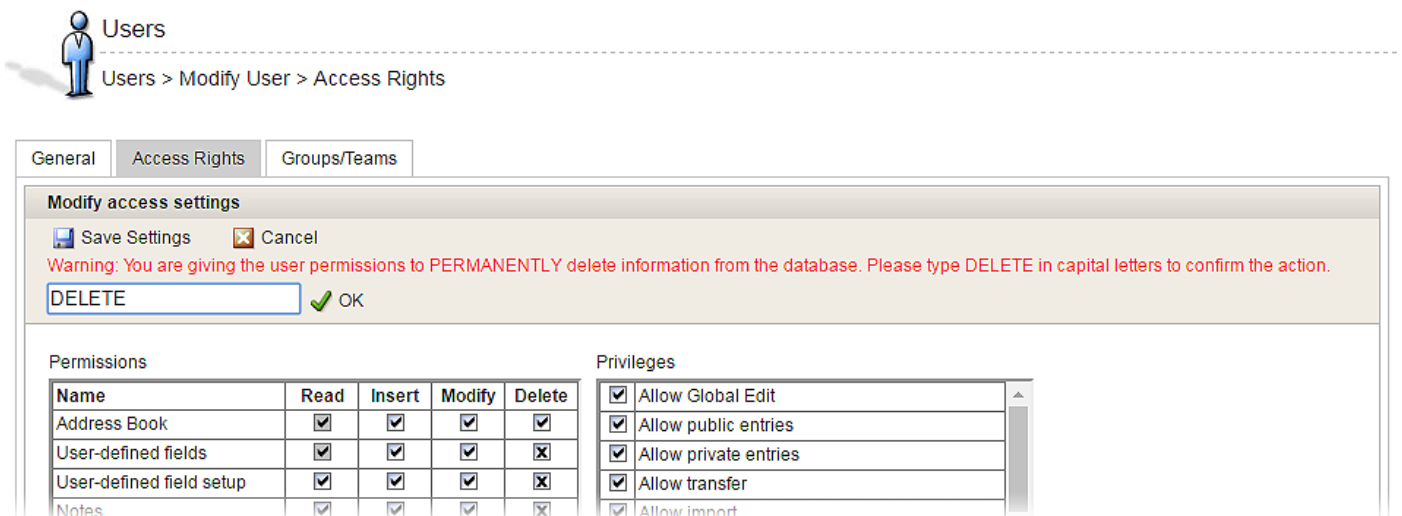 Users
Users > Modify User > Access Rights
General Access Rights Groups/Teams
Modify access settings
Save Settings Cancel
Warning: You are giving the user permissions to PERMANENTLY delete information from the database. Please type DELETE in capital letters to confirm the action.
DELETE OK
Permissions Privileges
Name Read Insert Modify Delete Allow Global Edit
Address Book Allow public entries
User-defined fields Allow private entries
User-defined field setup Allow transfer
Notes Allow import